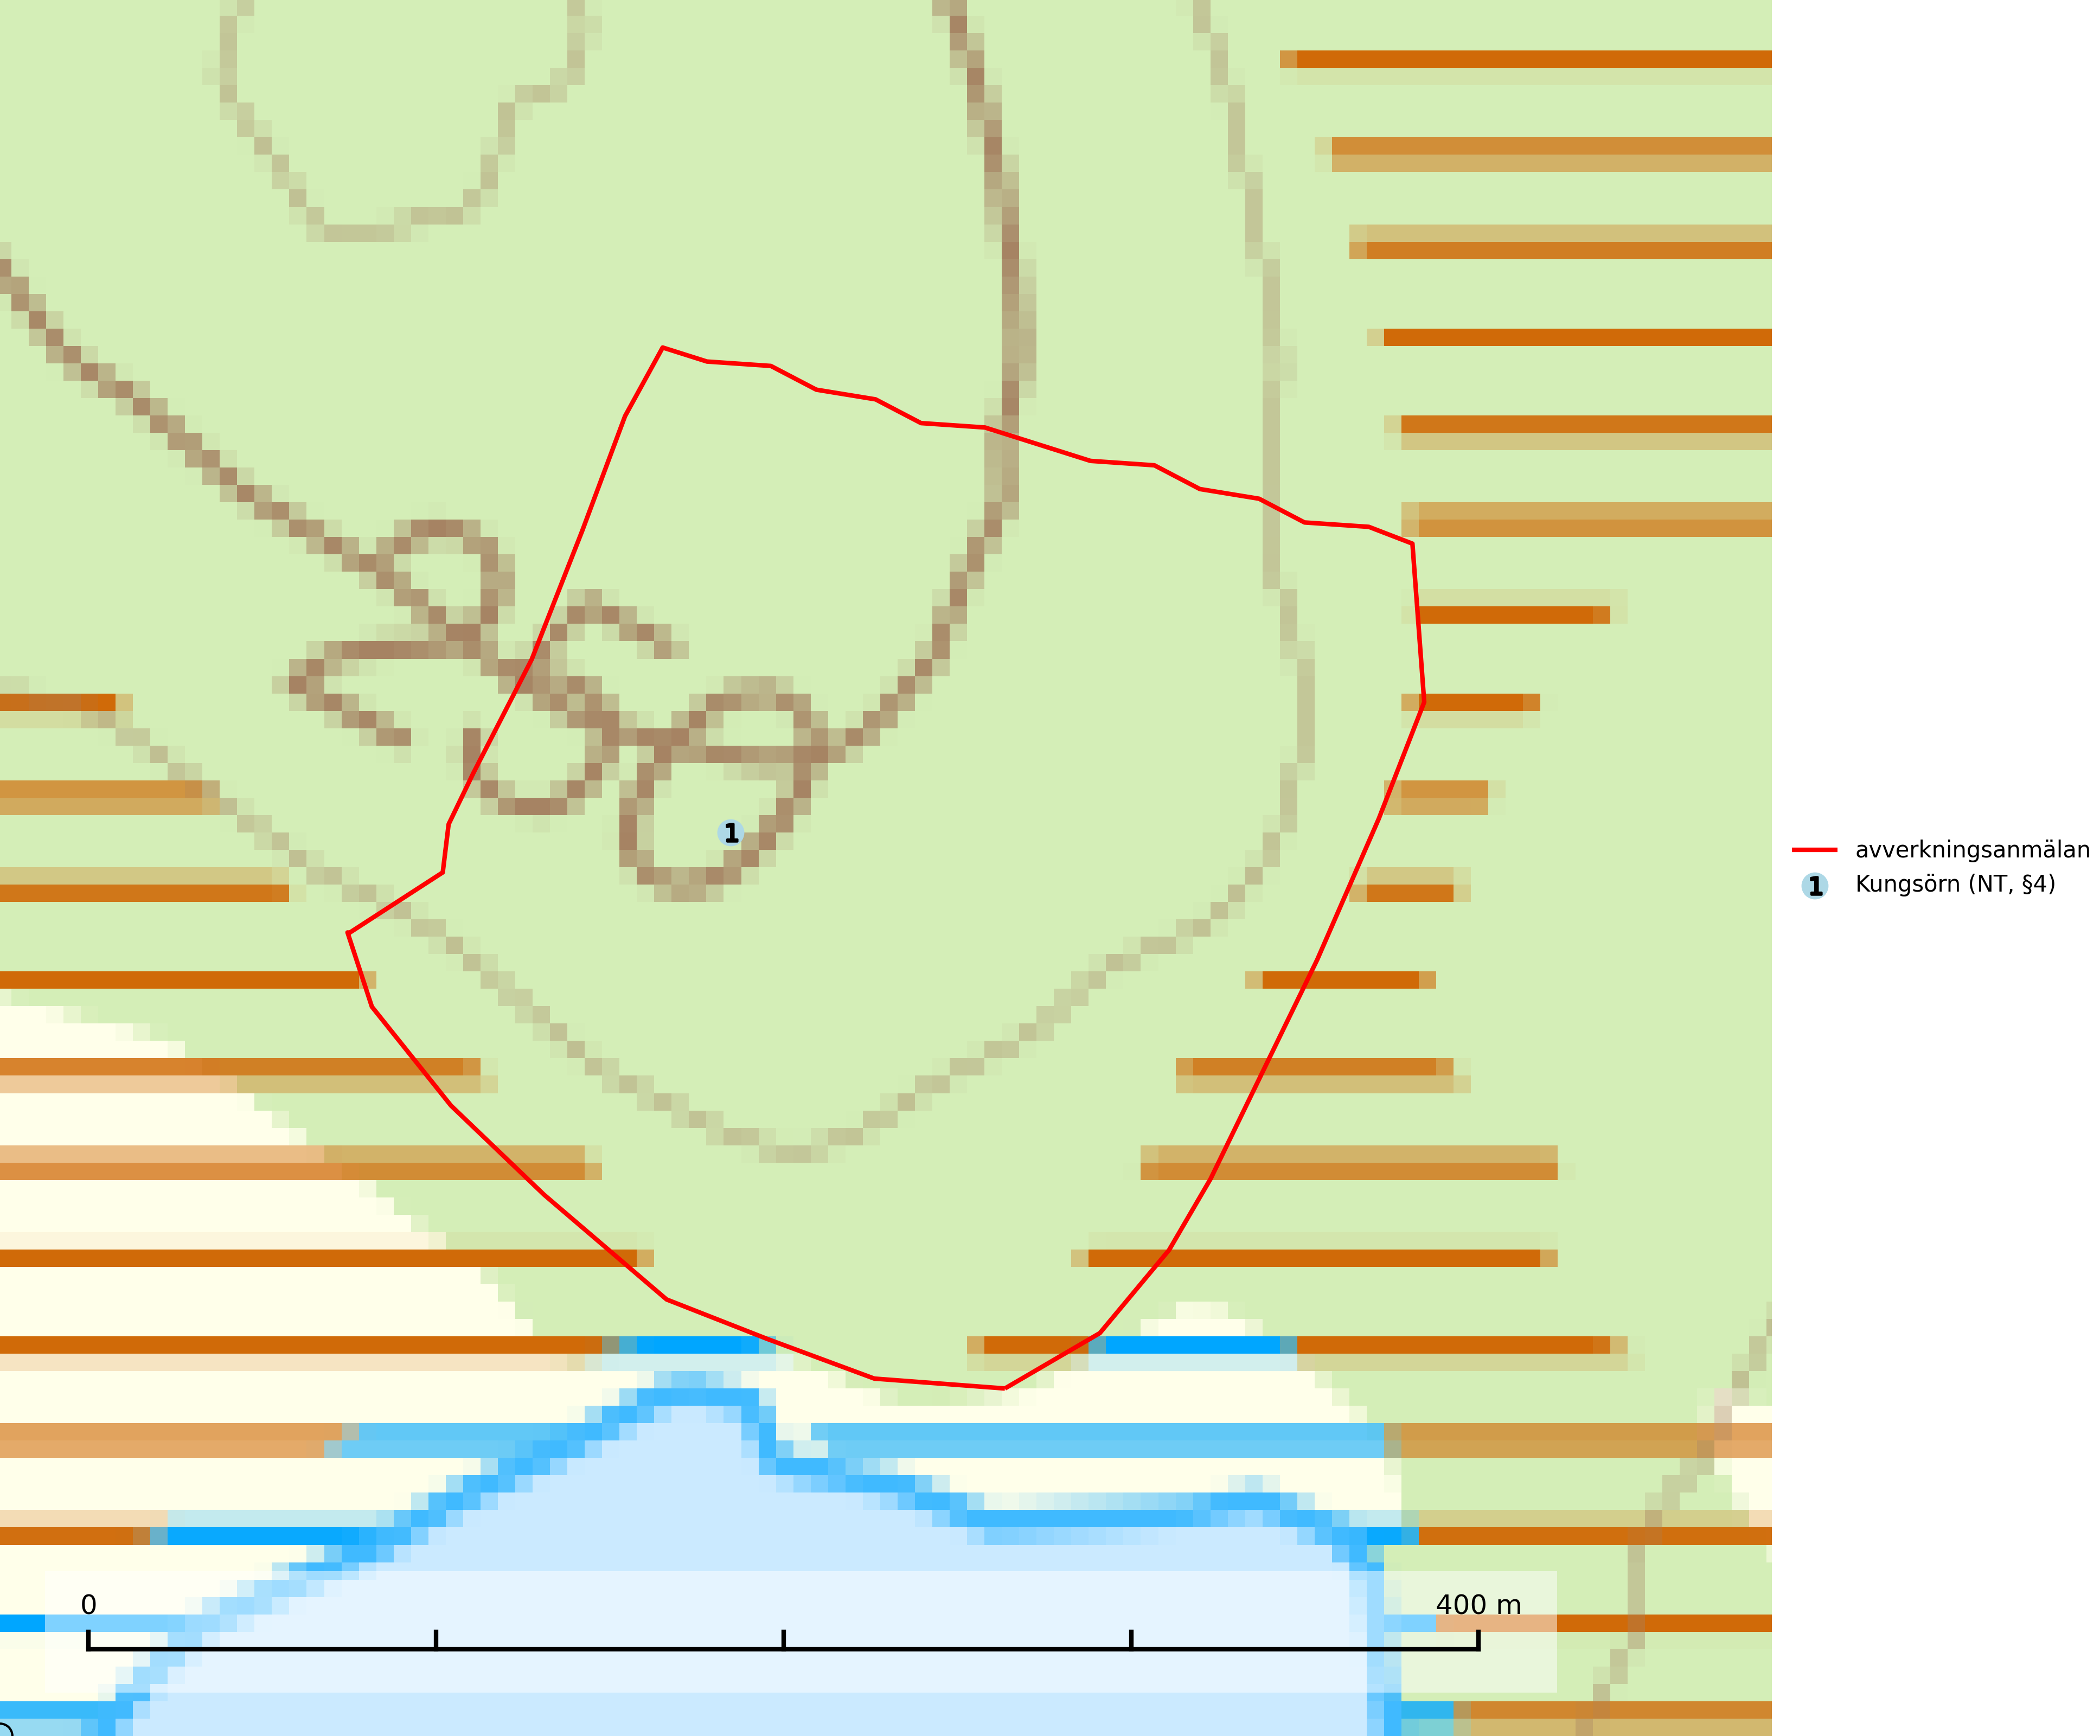 1
avverkningsanmälan
1 Kungsörn (NT, §4)
0 400 m